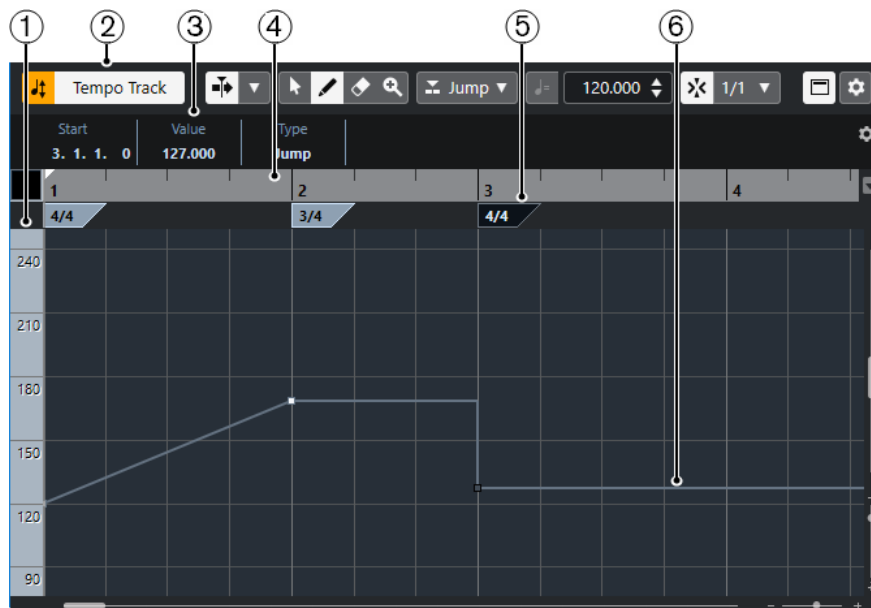 1 2 3 4 5 6
Tempo Track Jump 120.000 1/1
Start Value Type
3. 1. 1. 0 127.000 Jump
1 2 3 4
4/4 3/4 4/4
240
210
180
150
120
90